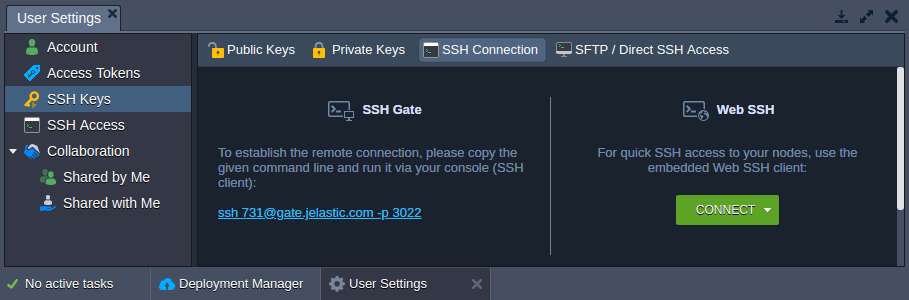 User Settings
Account
Access Tokens
SSH Keys
SSH Access
Collaboration
Shared by Me
Shared with Me
Public Keys
Private Keys
SSH Connection
SFTP / Direct SSH Access
SSH Gate
To establish the remote connection, please copy the
given command line and run it via your console (SSH
client):
ssh 731@gate.jelastic.com -p 3022
Web SSH
For quick SSH access to your nodes, use the
embedded Web SSH client:
CONNECT
No active tasks
Deployment Manager
User Settings